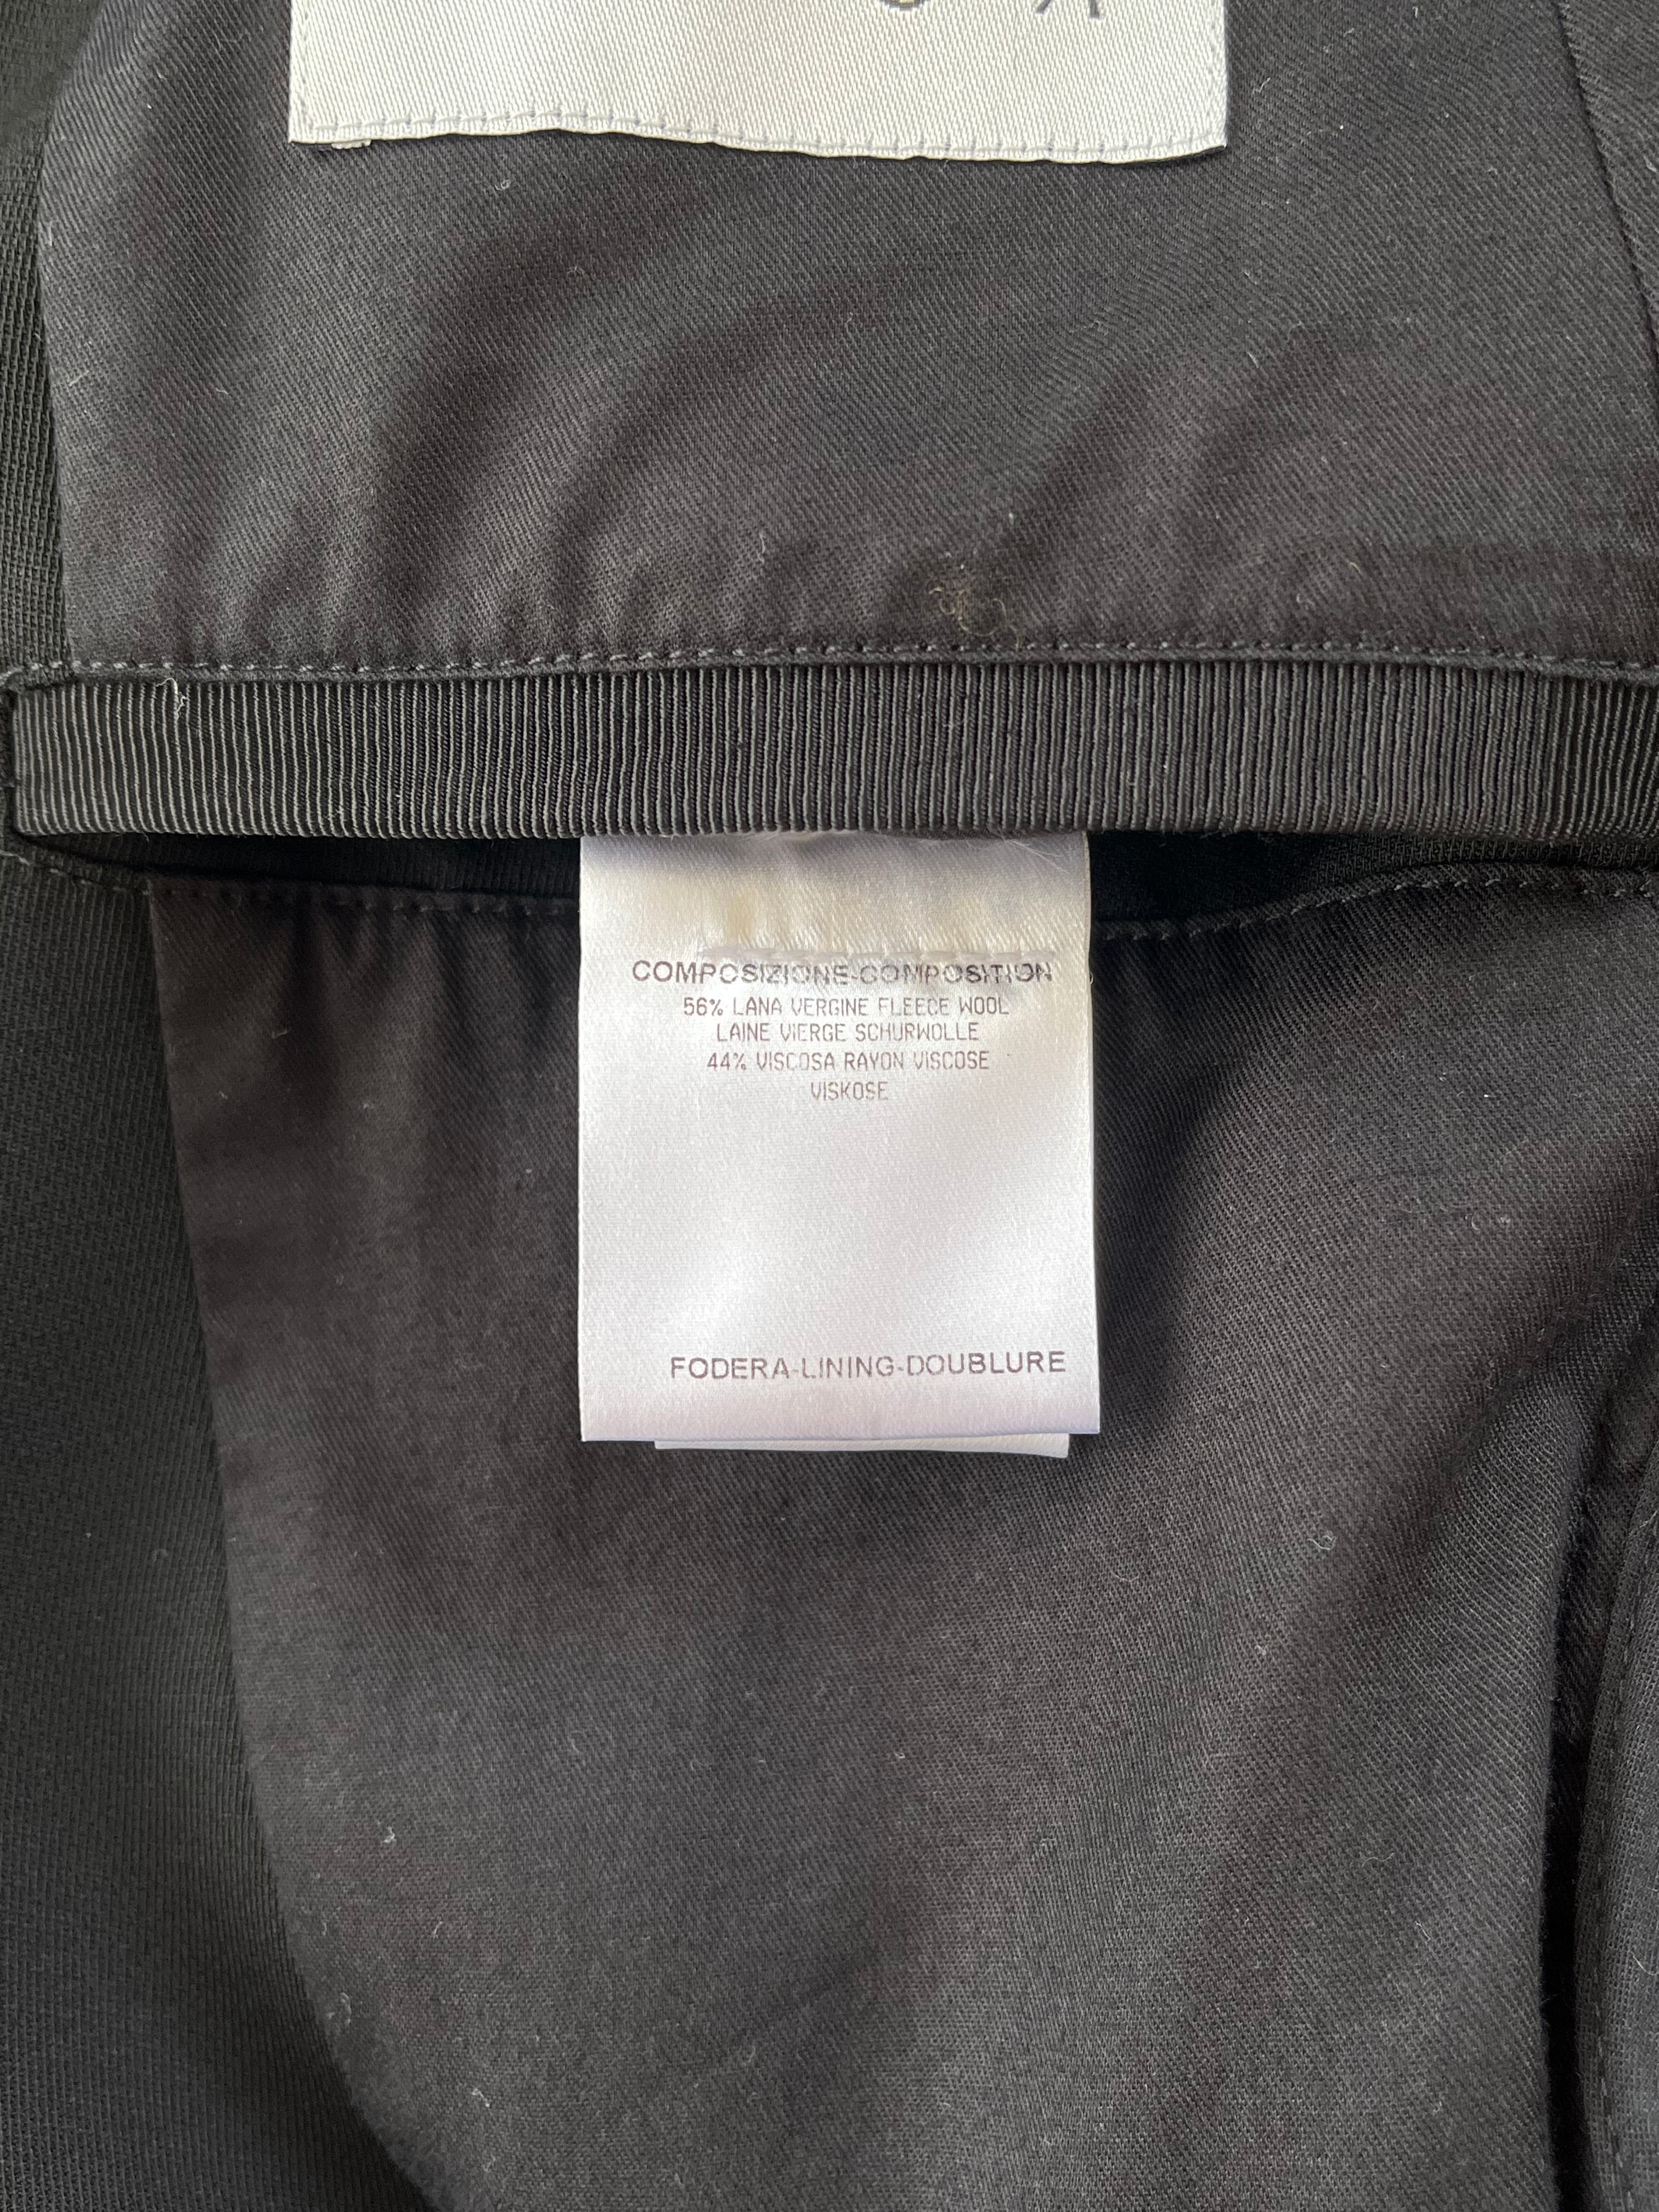 COMPOSIZIONE-COMPOSITION
56% LANA VERGINE FLEECE WOOL
LAINE VIERGE SCHURWOLLE
44% VISCOSA RAYON VISCOSE
VISKOSE
FODERA-LINING-DOUBLURE